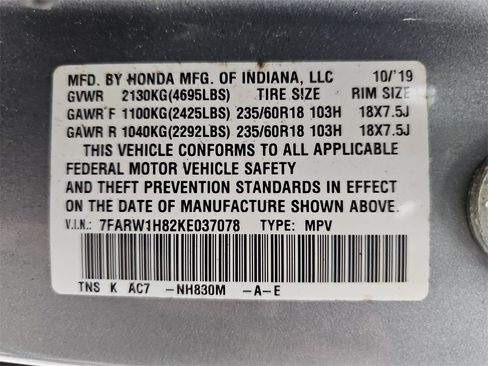 MFD. BY HONDA MFG. OF INDIANA, LLC 10/'19
GVWR 2130KG(4695LBS) TIRE SIZE RIM SIZE
GAWR F 1100KG(2425LBS) 235/60R18 103H 18X7.5J
GAWR R 1040KG(2292LBS) 235/60R18 103H 18X7.5J
THIS VEHICLE CONFORMS TO ALL APPLICABLE
FEDERAL MOTOR VEHICLE SAFETY
AND THEFT PREVENTION STANDARDS IN EFFECT
ON THE DATE OF MANUFACTURE SHOWN ABOVE.
V.I.N.: 7FARW1H82KE037078 TYPE: MPV
TNS K AC7 -NH830M -A-E